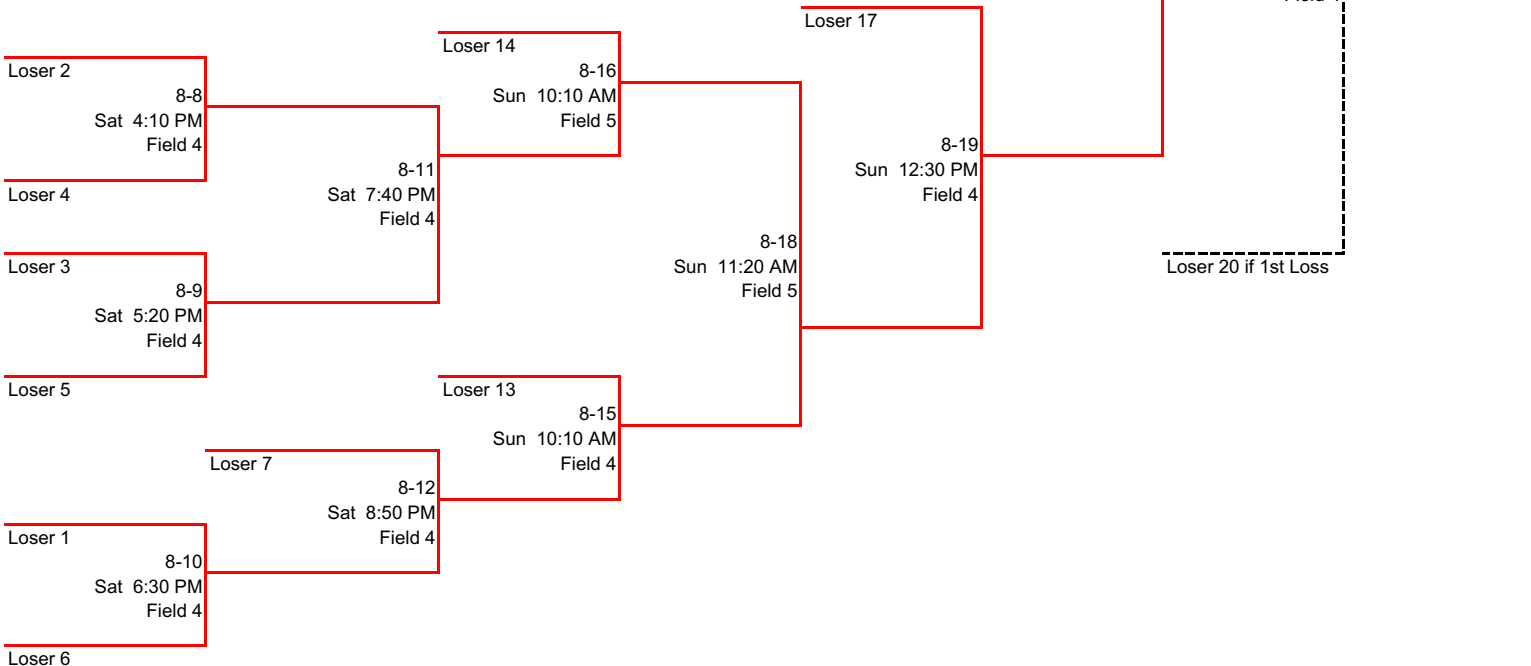 Loser 17
Loser 14
Loser 2
8-16
8-8
Sun 10:10 AM
Sat 4:10 PM
Field 5
Field 4
8-19
8-11
Sun 12:30 PM
Loser 4
Sat 7:40 PM
Field 4
Field 4
8-18
Loser 3
Sun 11:20 AM
Loser 20 if 1st Loss
8-9
Field 5
Sat 5:20 PM
Field 4
Loser 5
Loser 13
8-15
Sun 10:10 AM
Loser 7
Field 4
8-12
Sat 8:50 PM
Loser 1
Field 4
8-10
Sat 6:30 PM
Field 4
Loser 6